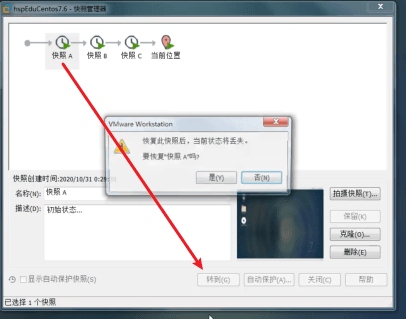 hspEduCentos7.6 - 快照管理器
快照 A 快照 B 快照 C 当前位置
VMware Workstation
恢复此快照后，当前状态将丢失。
要恢复"快照 A"吗?
是(Y) 否(N)
快照创建时间:2020/10/31 0:29
名称(N): 快照 A
拍摄快照(T)...
描述(D): 初始状态...
保留(K)
克隆(O)...
删除(E)
显示自动保护快照(S)
转到(G) 自动保护(A)... 关闭(C) 帮助
已选择 1 个快照